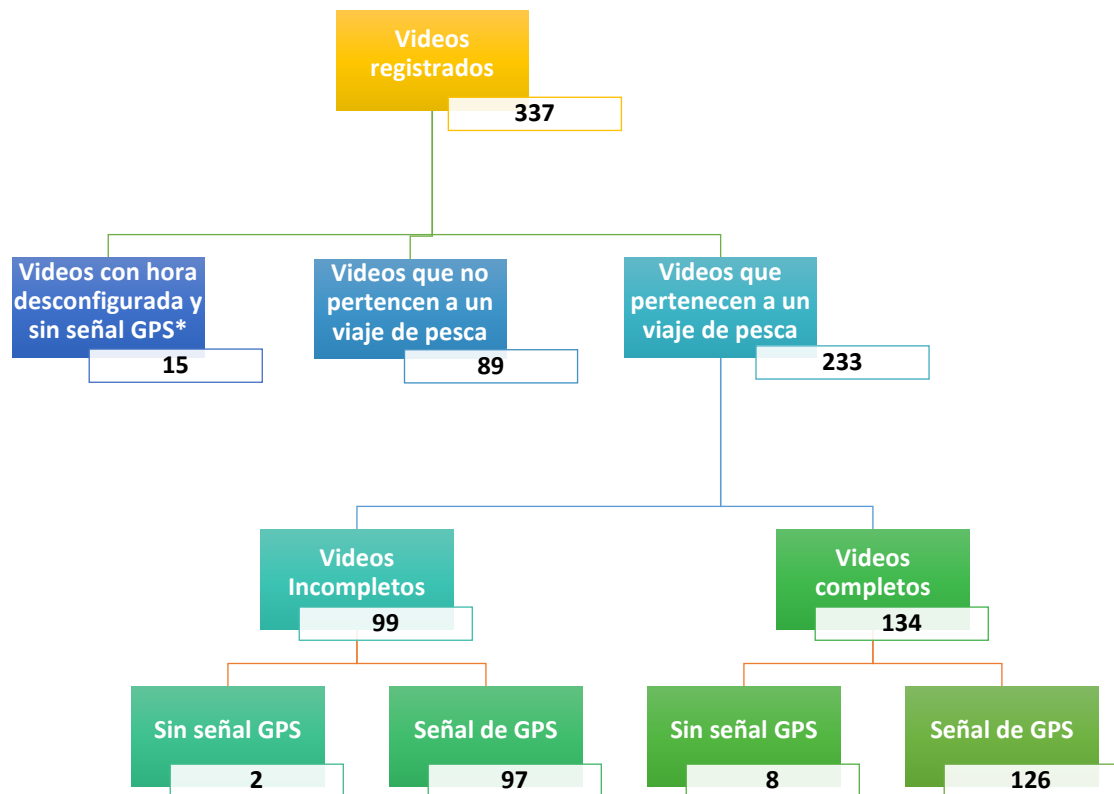 Videos
registrados
337
Videos con hora
desconfigurada y
sin señal GPS*
15
Videos que no
pertencen a un
viaje de pesca
89
Videos que
pertenecen a un
viaje de pesca
233
Videos
Incompletos
99
Videos
completos
134
Sin señal GPS
2
Señal de GPS
97
Sin señal GPS
8
Señal de GPS
126